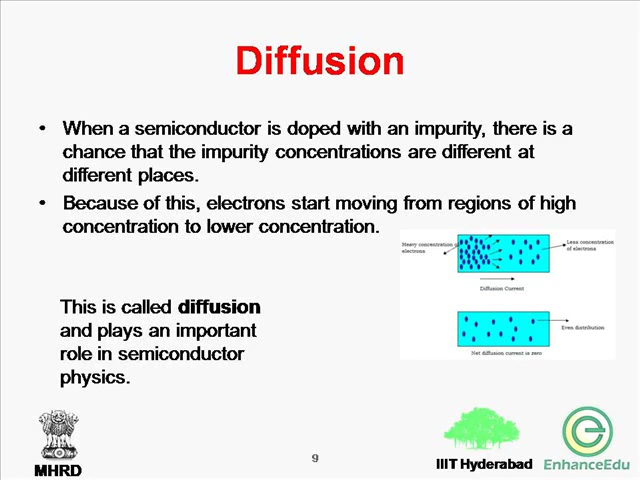 Diffusion
• When a semiconductor is doped with an impurity, there is a
chance that the impurity concentrations are different at
different places.
• Because of this, electrons start moving from regions of high
concentration to lower concentration.
Heavy concentration of
electrons
Less concentration
of electrons
Diffusion Current
Even distribution
Net diffusion current is zero
This is called diffusion
and plays an important
role in semiconductor
physics.
MHRD
9
IIIT Hyderabad
EnhanceEdu